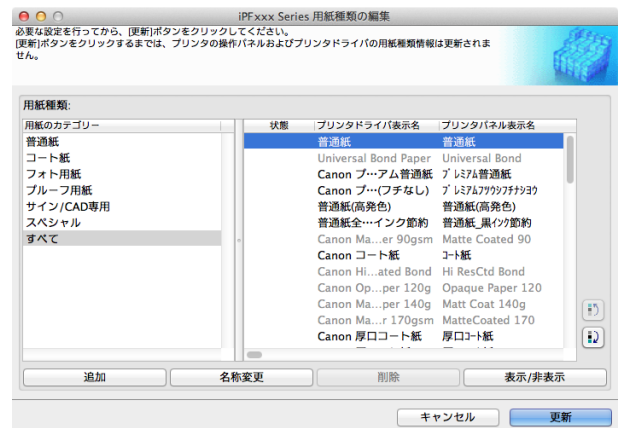 iPFxxx Series 用紙種類の編集
必要な設定を行ってから、[更新]ボタンをクリックしてください。
[更新]ボタンをクリックするまでは、プリンタの操作パネルおよびプリンタドライバの用紙種類情報は更新されま
せん。
用紙種類:
用紙のカテゴリー 状態 プリンタドライバ表示名 プリンタパネル表示名
普通紙 普通紙 普通紙
コート紙 Universal Bond Paper Universal Bond
フォト用紙 Canon プ…アム普通紙 プレミアム普通紙
プルーフ用紙 Canon プ…(フチなし) プレミアムフツウシフチナシヨウ
サイン/CAD専用 普通紙(高発色) 普通紙(高発色)
スペシャル 普通紙全…インク節約 普通紙_黒インク節約
すべて Canon Ma...er 90gsm Matte Coated 90
Canon コート紙 コート紙
Canon Hi...ated Bond Hi ResCtd Bond
Canon Op...per 120g Opaque Paper 120
Canon Ma...per 140g Matt Coat 140g
Canon Ma...r 170gsm MatteCoated 170
Canon 厚口コート紙 厚口コート紙
追加 名称変更 削除 表示/非表示
キャンセル 更新